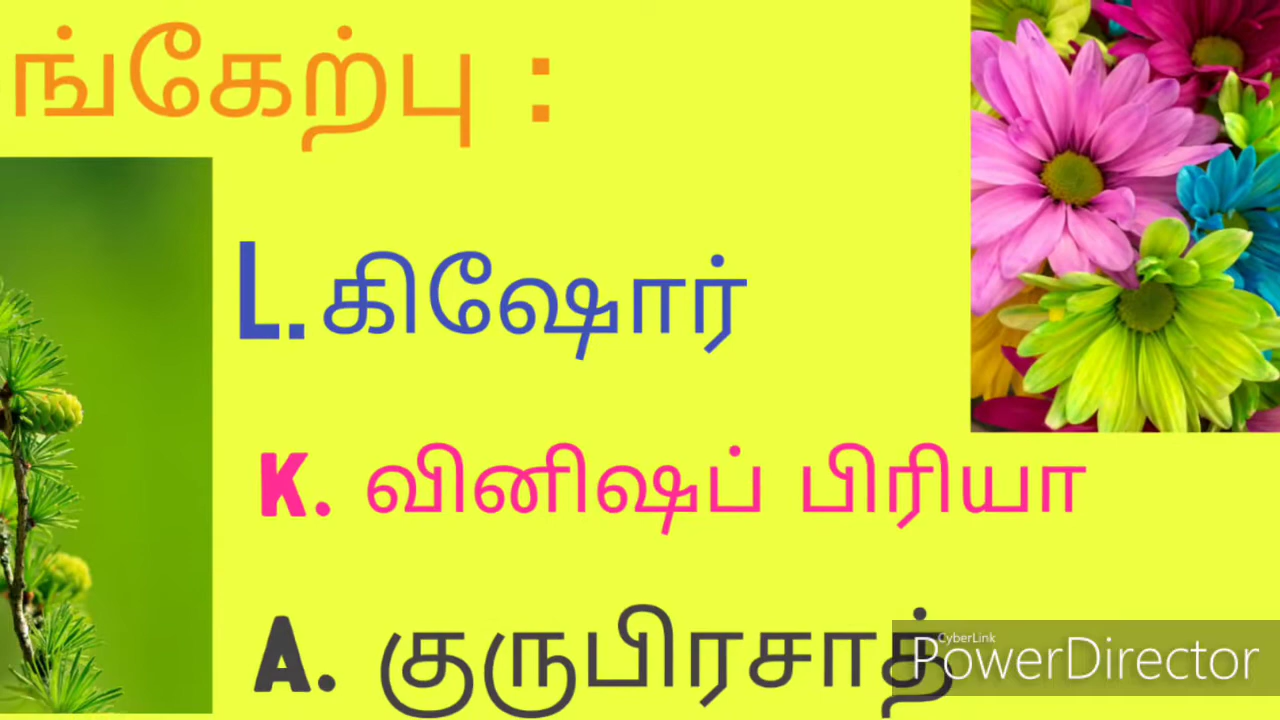 ங்கேற்பு :
L.கிஷோர்
K. வினிஷப் பிரியா
A. குருபிரசாத்
CyberLink
PowerDirector